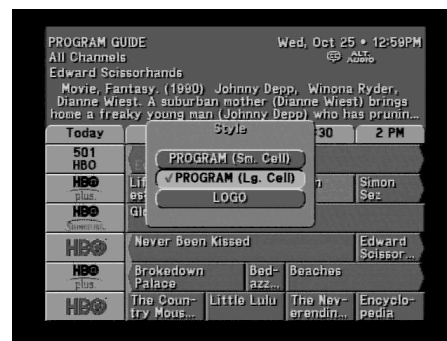 PROGRAM GUIDE Wed, Oct 25 • 12:59PM
All Channels ALT. AUDIO
Edward Scissorhands
Movie, Fantasy. (1990) Johnny Depp, Winona Ryder,
Dianne Wiest. A suburban mother (Dianne Wiest) brings
home a freaky young man (Johnny Depp) who has prunin...
Today :30 2 PM
Style
PROGRAM (Sm. Cell)
✓PROGRAM (Lg. Cell)
LOGO
501
HBO
HBO
plus
Simon
Sez
HBO
Signature
HBO
Never Been Kissed
Edward
Scissor...
HBO
plus
Brokedown
Palace
Bed-
azz...
Beaches
HBO
The Coun-
try Mous...
Little Lulu
The Nev-
erendin...
Encyclo-
pedia